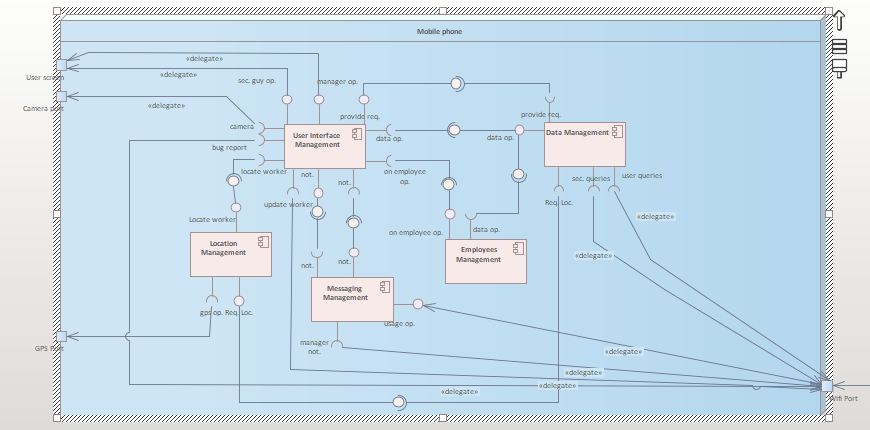 Mobile phone
«delegate»
User screen
«delegate»
sec. guy op.
manager op.
Camera port
«delegate»
provide req.
provide req.
camera
User Interface
Management
data op.
data op.
Data Management
bug report
locate worker
not.
not.
on employee
op.
sec. queries
user queries
update worker
Req. Loc.
Locate worker
«delegate»
on employee op.
data op.
Location
Management
Employees
Management
«delegate»
not.
not.
Messaging
Management
gps op.
Req. Loc.
usage op.
GPS Port
manager
not.
«delegate»
«delegate»
«delegate»
«delegate»
Wifi Port